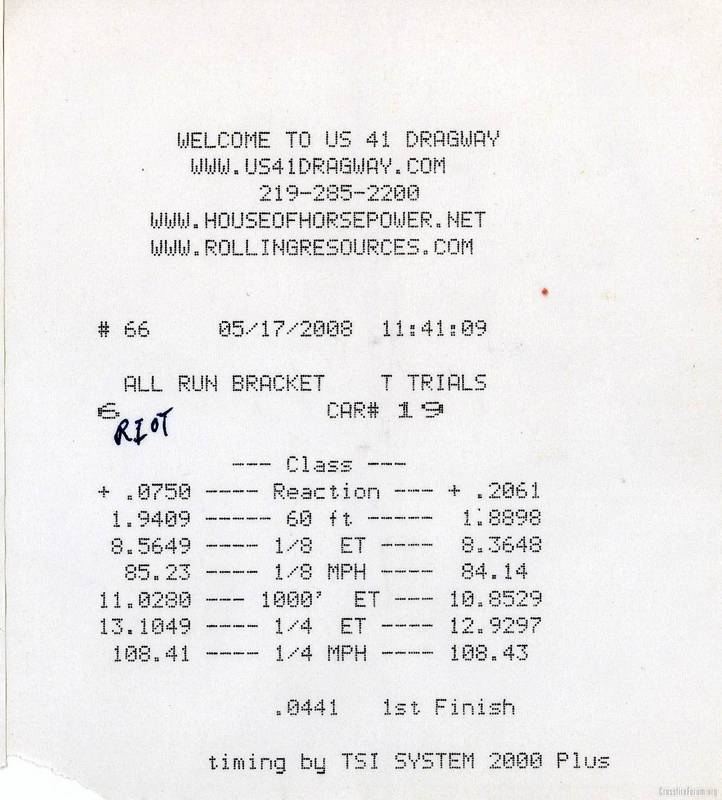 WELCOME TO US 41 DRAGWAY
WWW.US41DRAGWAY.COM
219-285-2200
WWW.HOUSEOFHORSEPOWER.NET
WWW.ROLLINGRESOURCES.COM
# 66 05/17/2008 11:41:09
ALL RUN BRACKET T TRIALS
6 CAR# 19
RIOT
--- Class ---
+ .0750 ---- Reaction --- + .2061
1.9409 ----- 60 ft ----- 1.8898
8.5649 ---- 1/8 ET ---- 8.3648
85.23 ---- 1/8 MPH ---- 84.14
11.0280 --- 1000' ET --- 10.8529
13.1049 ---- 1/4 ET ---- 12.9297
108.41 ---- 1/4 MPH ---- 108.43
.0441 1st Finish
timing by TSI SYSTEM 2000 Plus
CrossfireForum.org